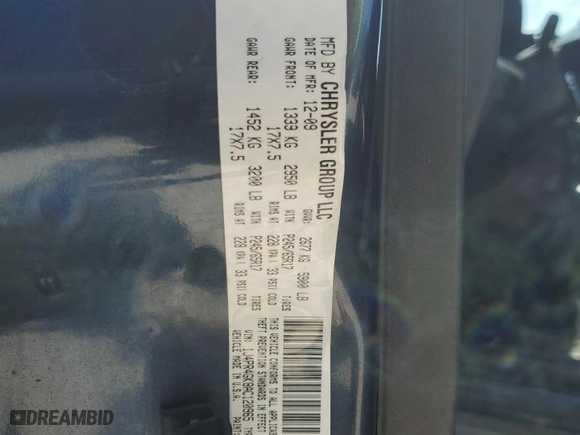 MFD BY CHRYSLER GROUP LLC
DATE OF MFR: 12-09 GVWR: 2677 KG 5900 LB
GAWR FRONT: 1339 KG 2950 LB WITH P245/65R17 TIRES
17X7.5 RIMS AT 228 KPA( 33 PSI) COLD
GAWR REAR: 1452 KG 3200 LB WITH P245/65R17 TIRES
17X7.5 RIMS AT 228 KPA( 33 PSI) COLD
THIS VEHICLE CONFORMS TO ALL
THEFT PREVENTION STANDARDS IN EFFECT
VIN: 1J4PR4GK8AC120965
MADE IN U.S.A. PAINT:
DREAMBID